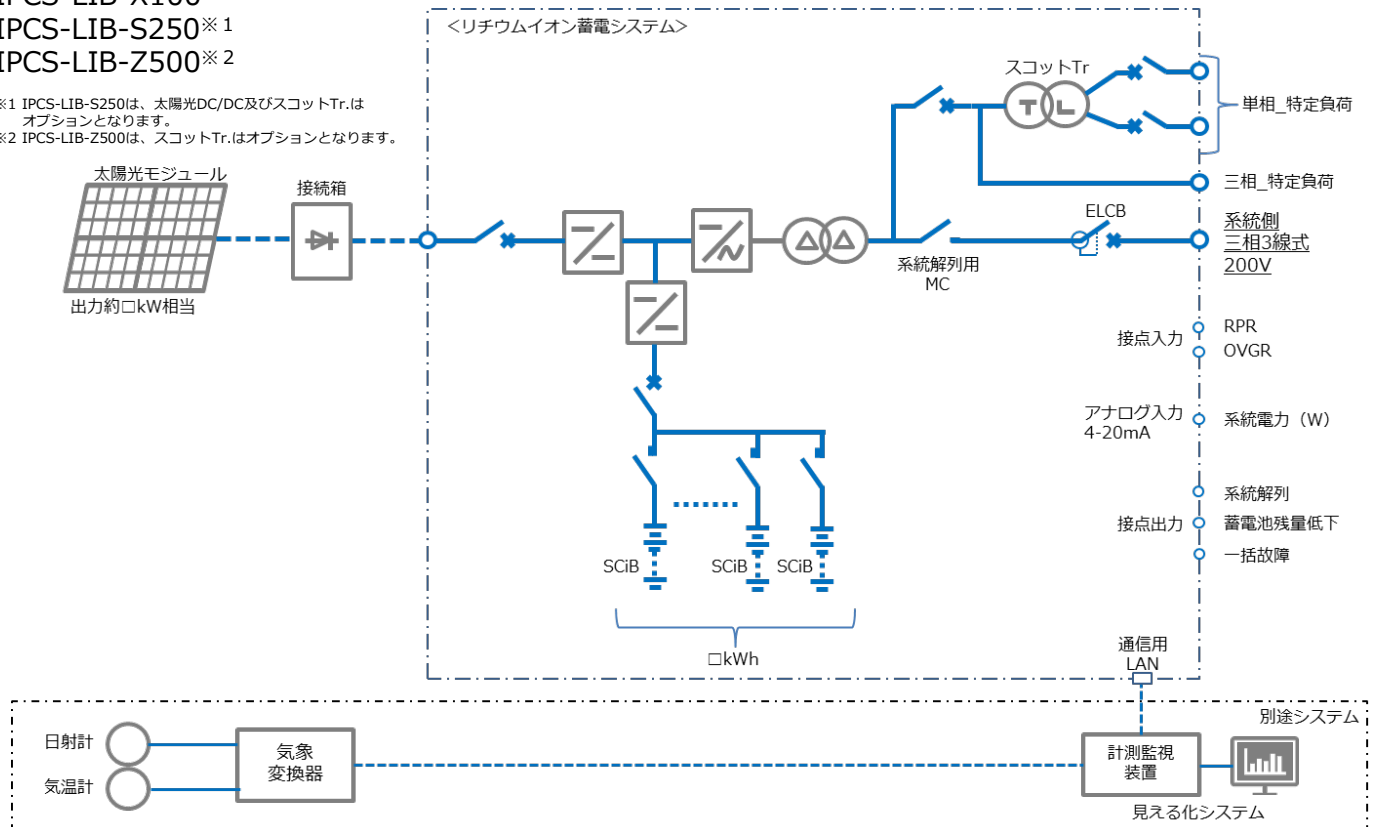 IPCS-LIB-X100
IPCS-LIB-S250※1
IPCS-LIB-Z500※2
※1 IPCS-LIB-S250は、太陽光DC/DC及びスコットTr.は
オプションとなります。
※2 IPCS-LIB-Z500は、スコットTr.はオプションとなります。
<リチウムイオン蓄電システム>
太陽光モジュール
出力約□kW相当
接続箱
スコットTr
T L
単相_特定負荷
三相_特定負荷
ELCB
系統側
三相3線式
200V
△△
系統解列用
MC
接点入力
RPR
OVGR
アナログ入力
4-20mA
系統電力（W）
接点出力
系統解列
蓄電池残量低下
一括故障
SCiB
SCiB
SCiB
□kWh
通信用
LAN
別途システム
日射計
気温計
気象
変換器
計測監視
装置
見える化システム